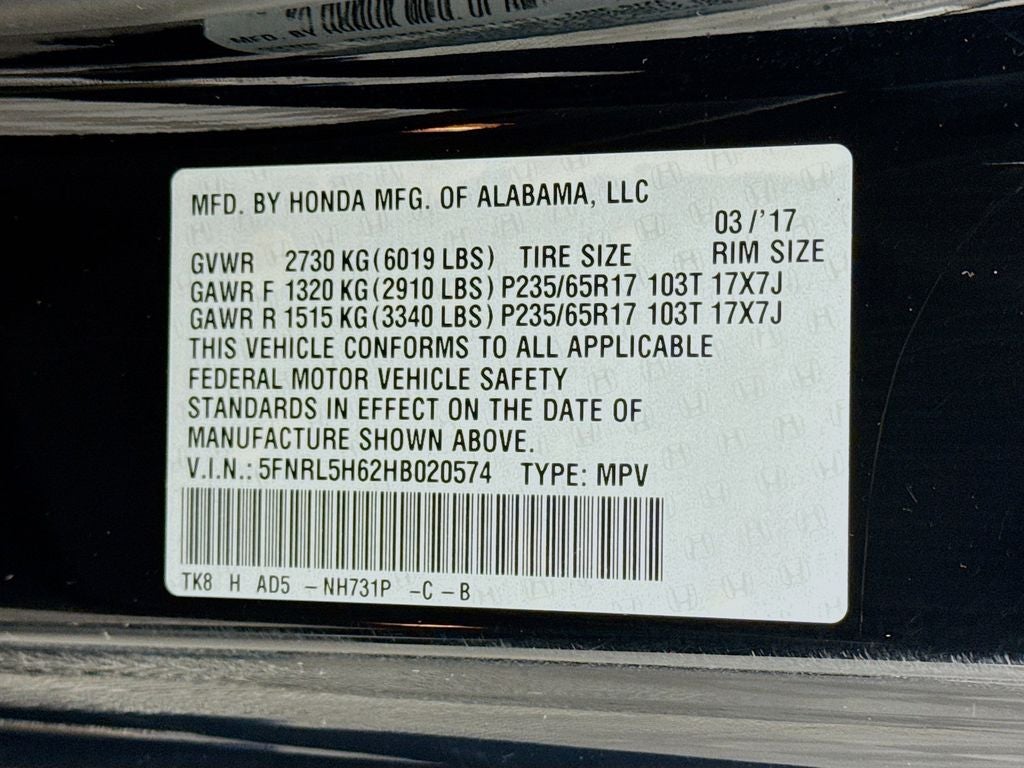 MFD. BY HONDA MFG. OF ALABAMA, LLC
03/'17
GVWR 2730 KG(6019 LBS) TIRE SIZE RIM SIZE
GAWR F 1320 KG(2910 LBS) P235/65R17 103T 17X7J
GAWR R 1515 KG(3340 LBS) P235/65R17 103T 17X7J
THIS VEHICLE CONFORMS TO ALL APPLICABLE
FEDERAL MOTOR VEHICLE SAFETY
STANDARDS IN EFFECT ON THE DATE OF
MANUFACTURE SHOWN ABOVE.
V.I.N.: 5FNRL5H62HB020574 TYPE: MPV
TK8 H AD5 -NH731P -C-B